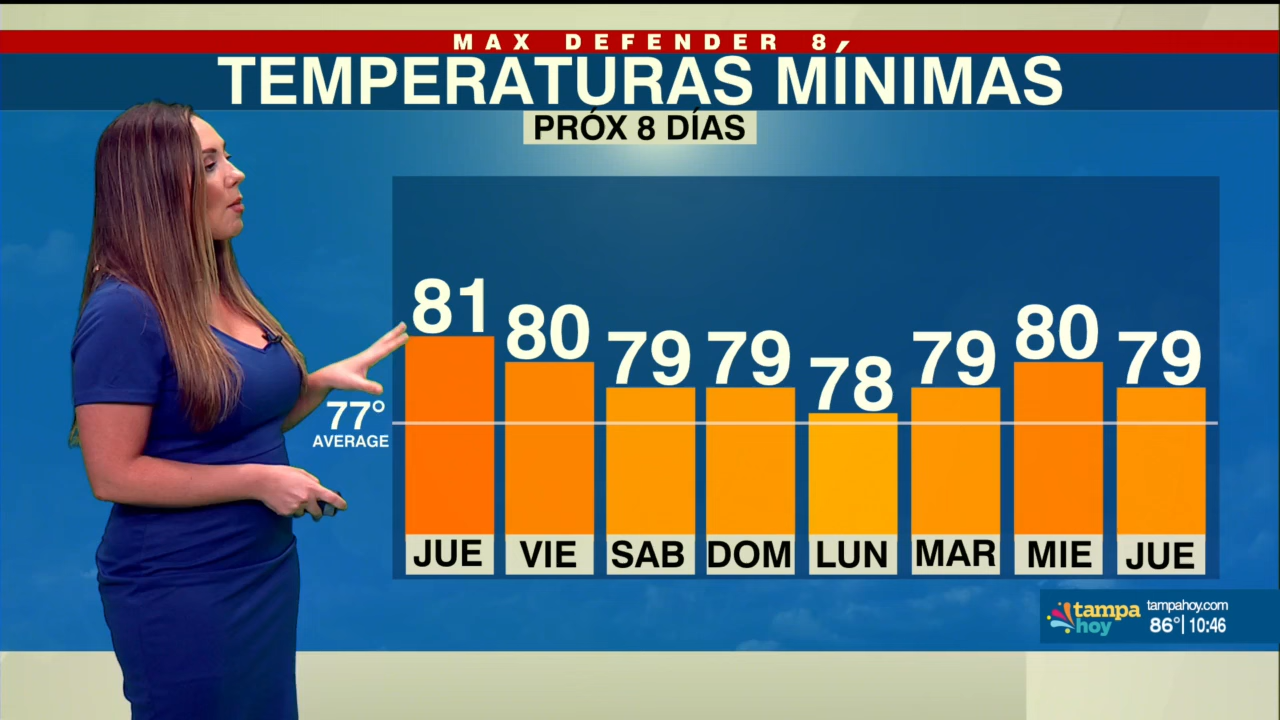 MAX DEFENDER 8
TEMPERATURAS MÍNIMAS
PRÓX 8 DÍAS
81 80 79 79 78 79 80 79
77°
AVERAGE
JUE VIE SAB DOM LUN MAR MIE JUE
tampa hoy
tampahoy.com
86° | 10:46